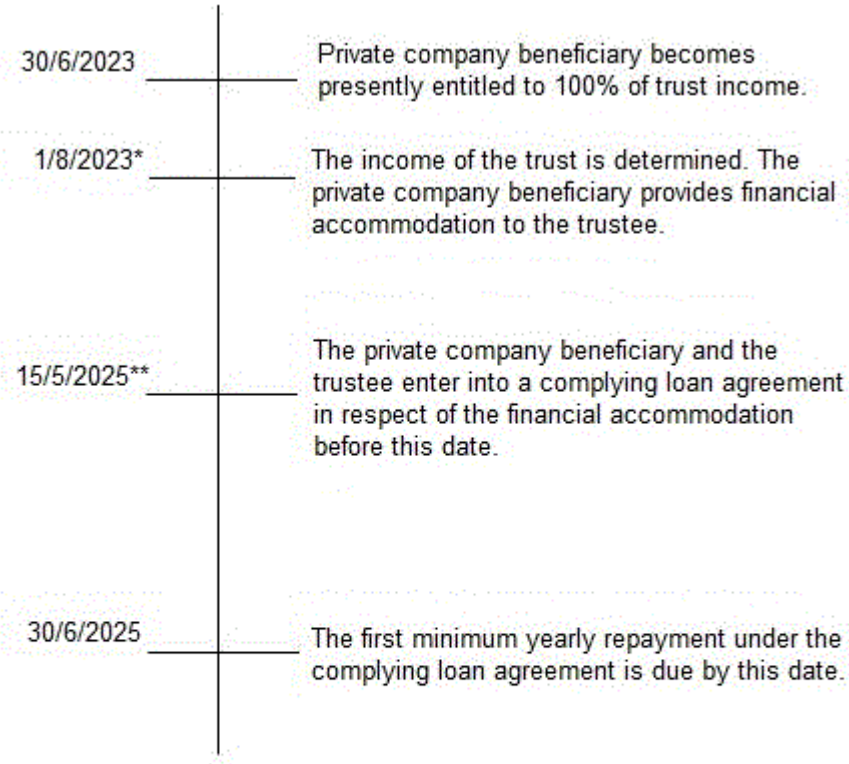 30/6/2023
Private company beneficiary becomes
presently entitled to 100% of trust income.
1/8/2023*
The income of the trust is determined. The
private company beneficiary provides financial
accommodation to the trustee.
15/5/2025**
The private company beneficiary and the
trustee enter into a complying loan agreement
in respect of the financial accommodation
before this date.
30/6/2025
The first minimum yearly repayment under the
complying loan agreement is due by this date.